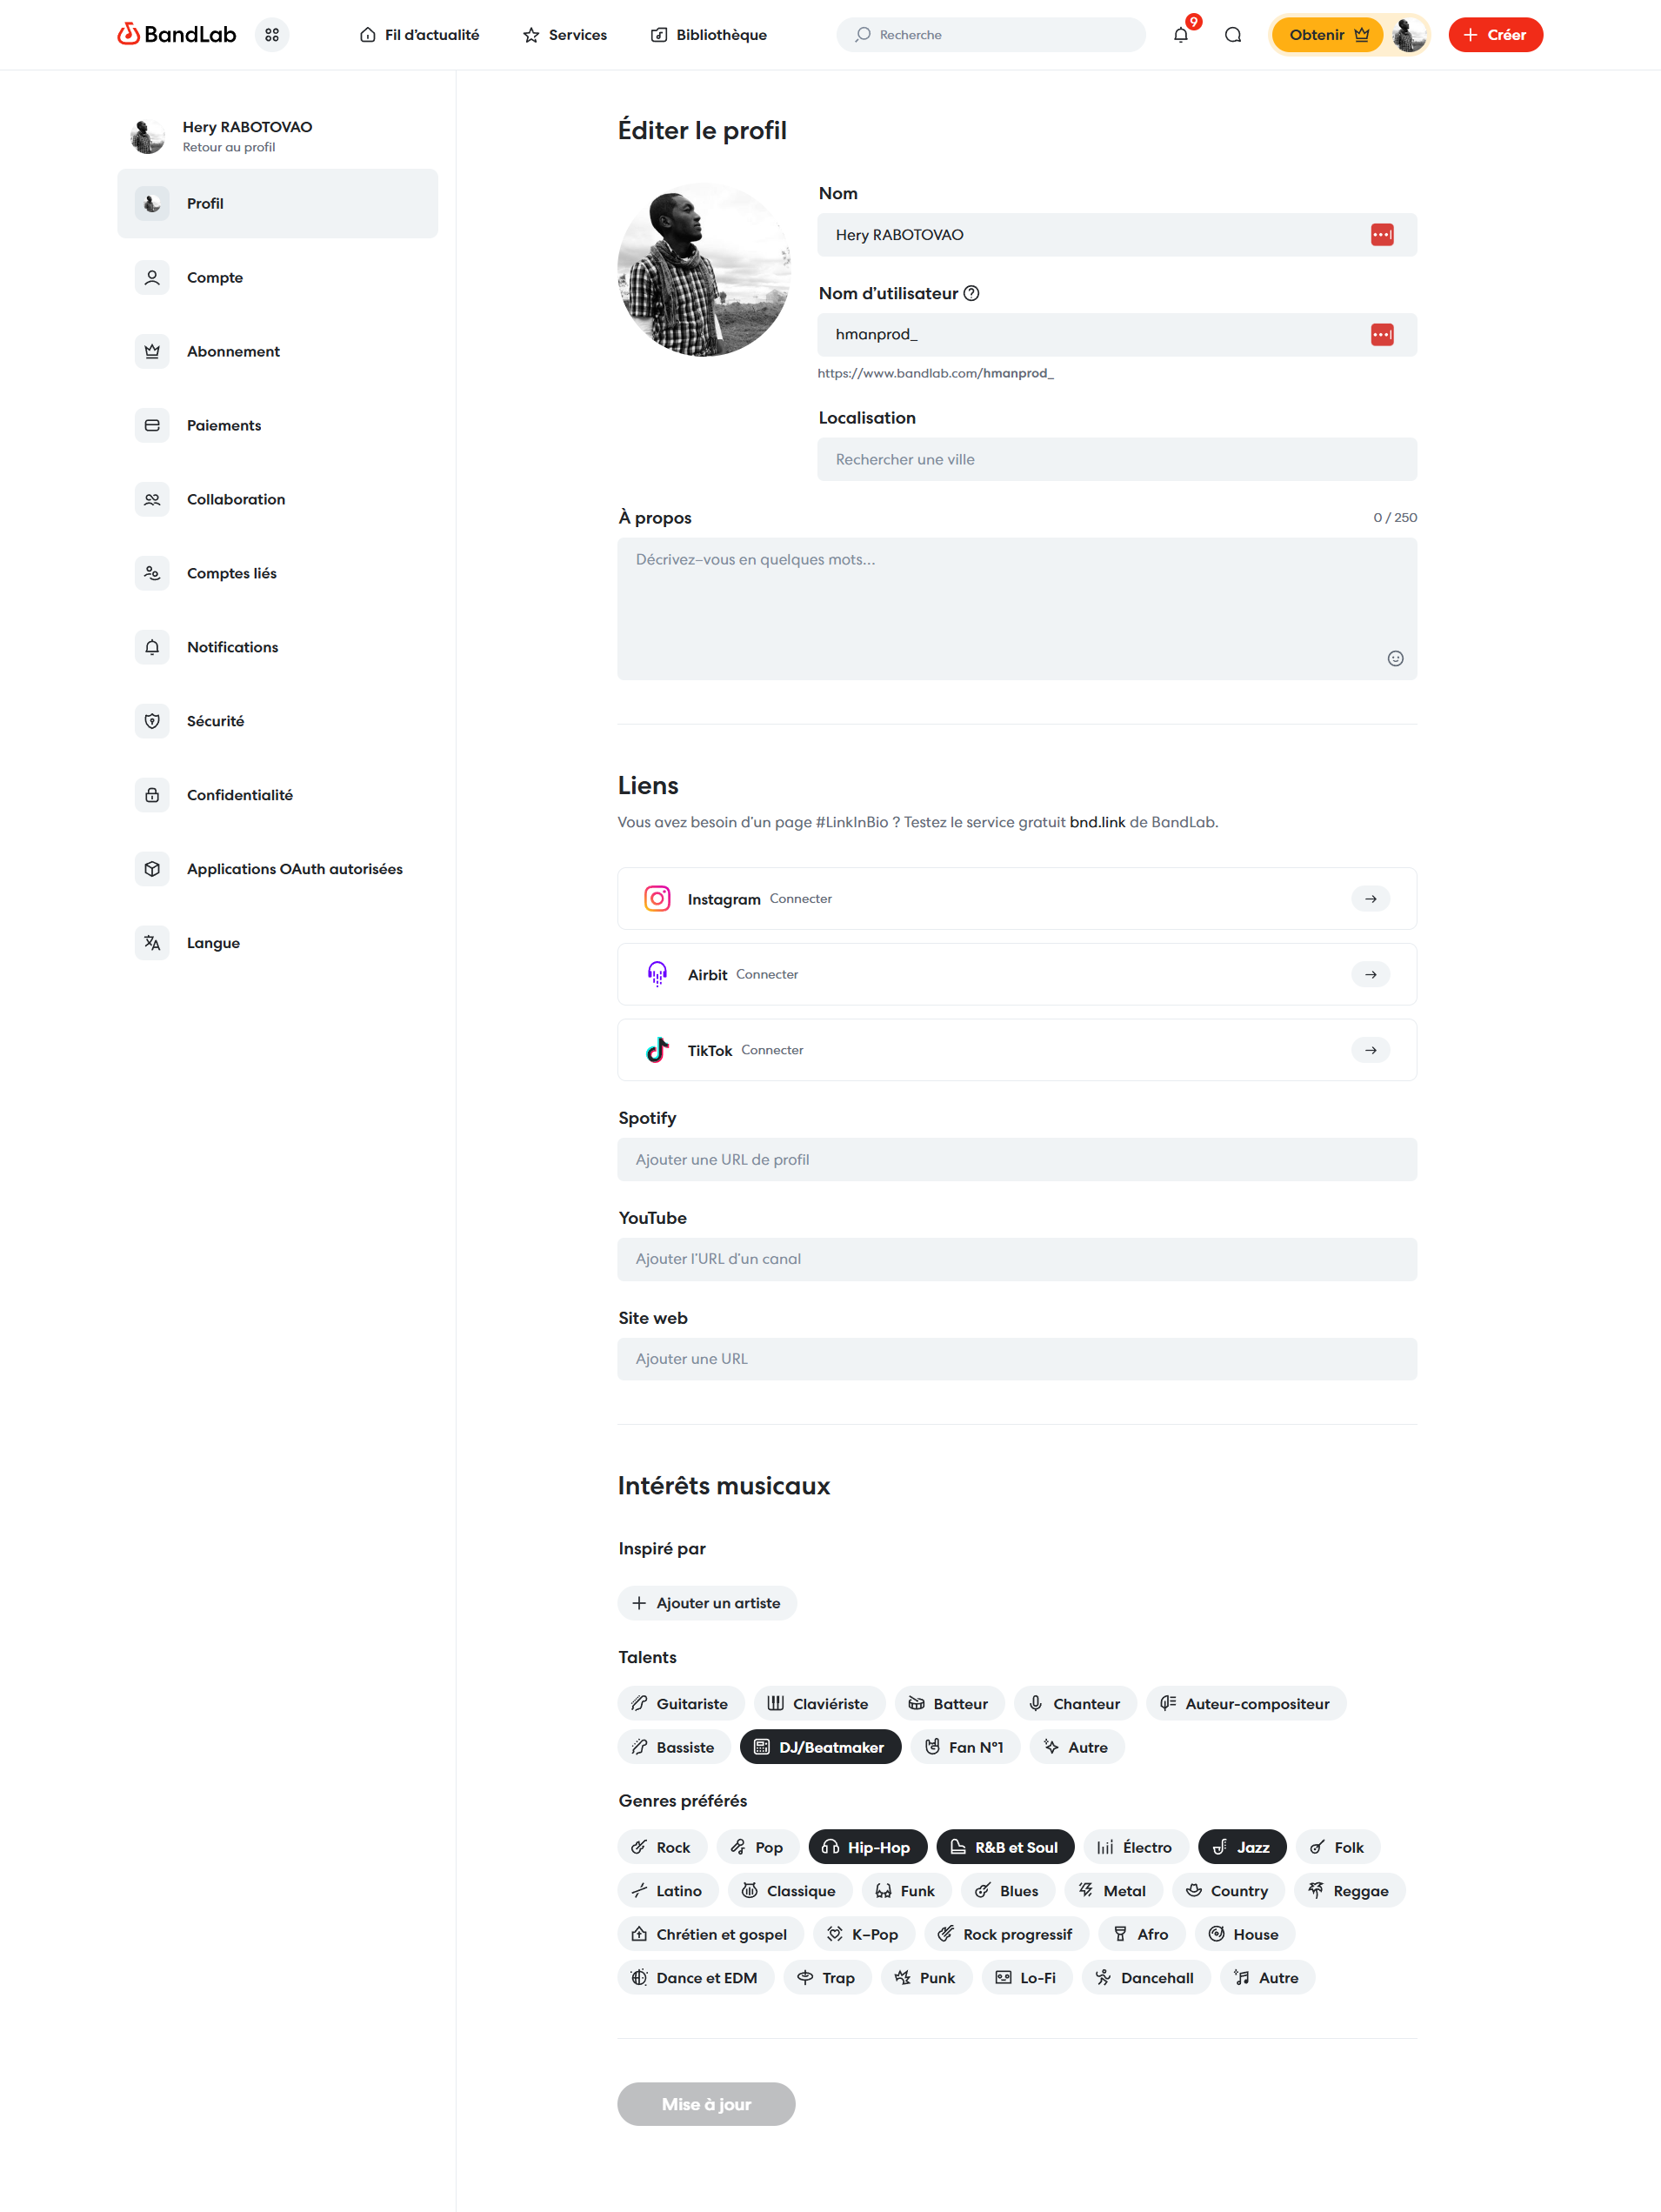 BandLab
Fil d’actualité
Services
Bibliothèque
Recherche
9
Obtenir
Créer
Hery RABOTOVAO
Retour au profil
Profil
Compte
Abonnement
Paiements
Collaboration
Comptes liés
Notifications
Sécurité
Confidentialité
Applications OAuth autorisées
Langue
Éditer le profil
Nom
Hery RABOTOVAO
Nom d’utilisateur
hmanprod_
https://www.bandlab.com/hmanprod_
Localisation
Rechercher une ville
À propos 0 / 250
Décrivez-vous en quelques mots...
Liens
Vous avez besoin d’un page #LinkInBio ? Testez le service gratuit bnd.link de BandLab.
Instagram Connecter
Airbit Connecter
TikTok Connecter
Spotify
Ajouter une URL de profil
YouTube
Ajouter l’URL d’un canal
Site web
Ajouter une URL
Intérêts musicaux
Inspiré par
Ajouter un artiste
Talents
Guitariste Claviériste Batteur Chanteur Auteur-compositeur
Bassiste DJ/Beatmaker Fan N°1 Autre
Genres préférés
Rock Pop Hip-Hop R&B et Soul Électro Jazz Folk
Latino Classique Funk Blues Metal Country Reggae
Chrétien et gospel K-Pop Rock progressif Afro House
Dance et EDM Trap Punk Lo-Fi Dancehall Autre
Mise à jour